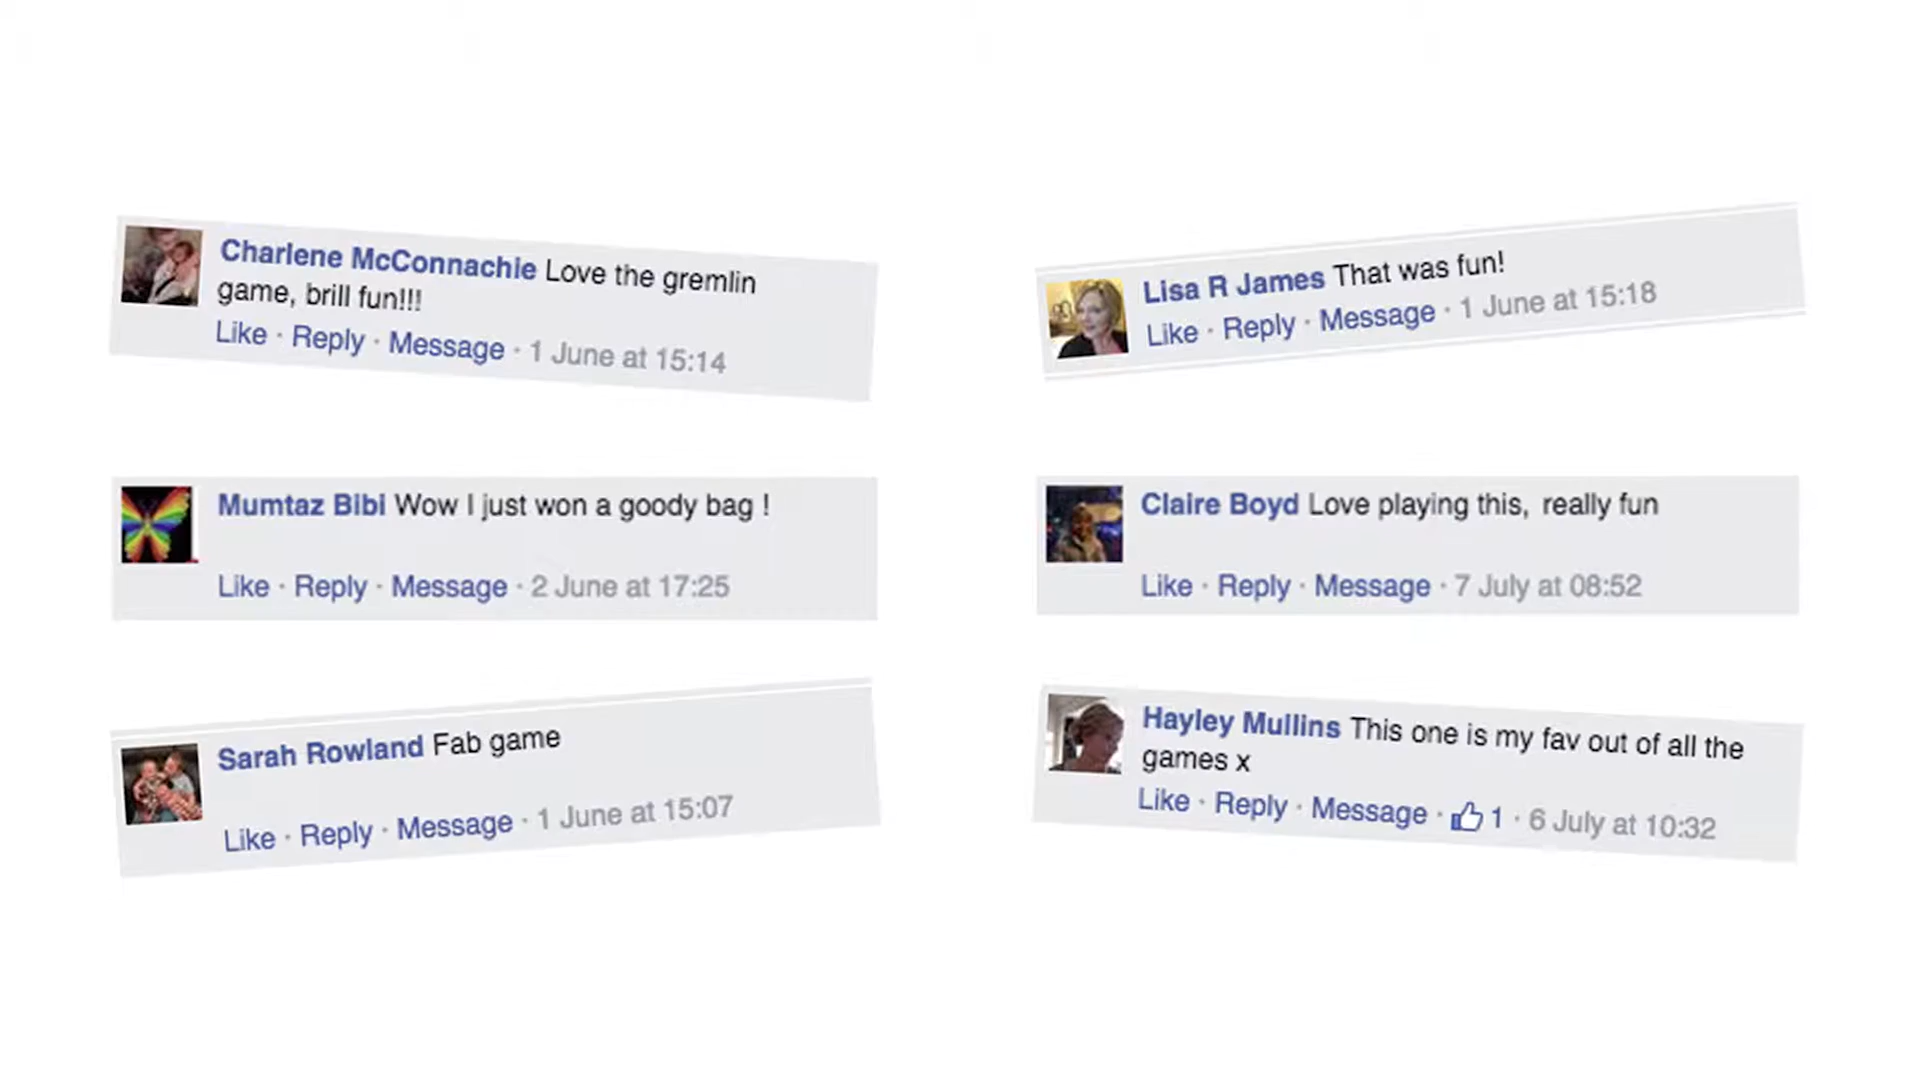 Charlene McConnachie Love the gremlin
game, brill fun!!!
Like · Reply · Message · 1 June at 15:14
Lisa R James That was fun!
Like · Reply · Message · 1 June at 15:18
Mumtaz Bibi Wow I just won a goody bag !
Like · Reply · Message · 2 June at 17:25
Claire Boyd Love playing this, really fun
Like · Reply · Message · 7 July at 08:52
Sarah Rowland Fab game
Like · Reply · Message · 1 June at 15:07
Hayley Mullins This one is my fav out of all the
games x
Like · Reply · Message · 1 · 6 July at 10:32